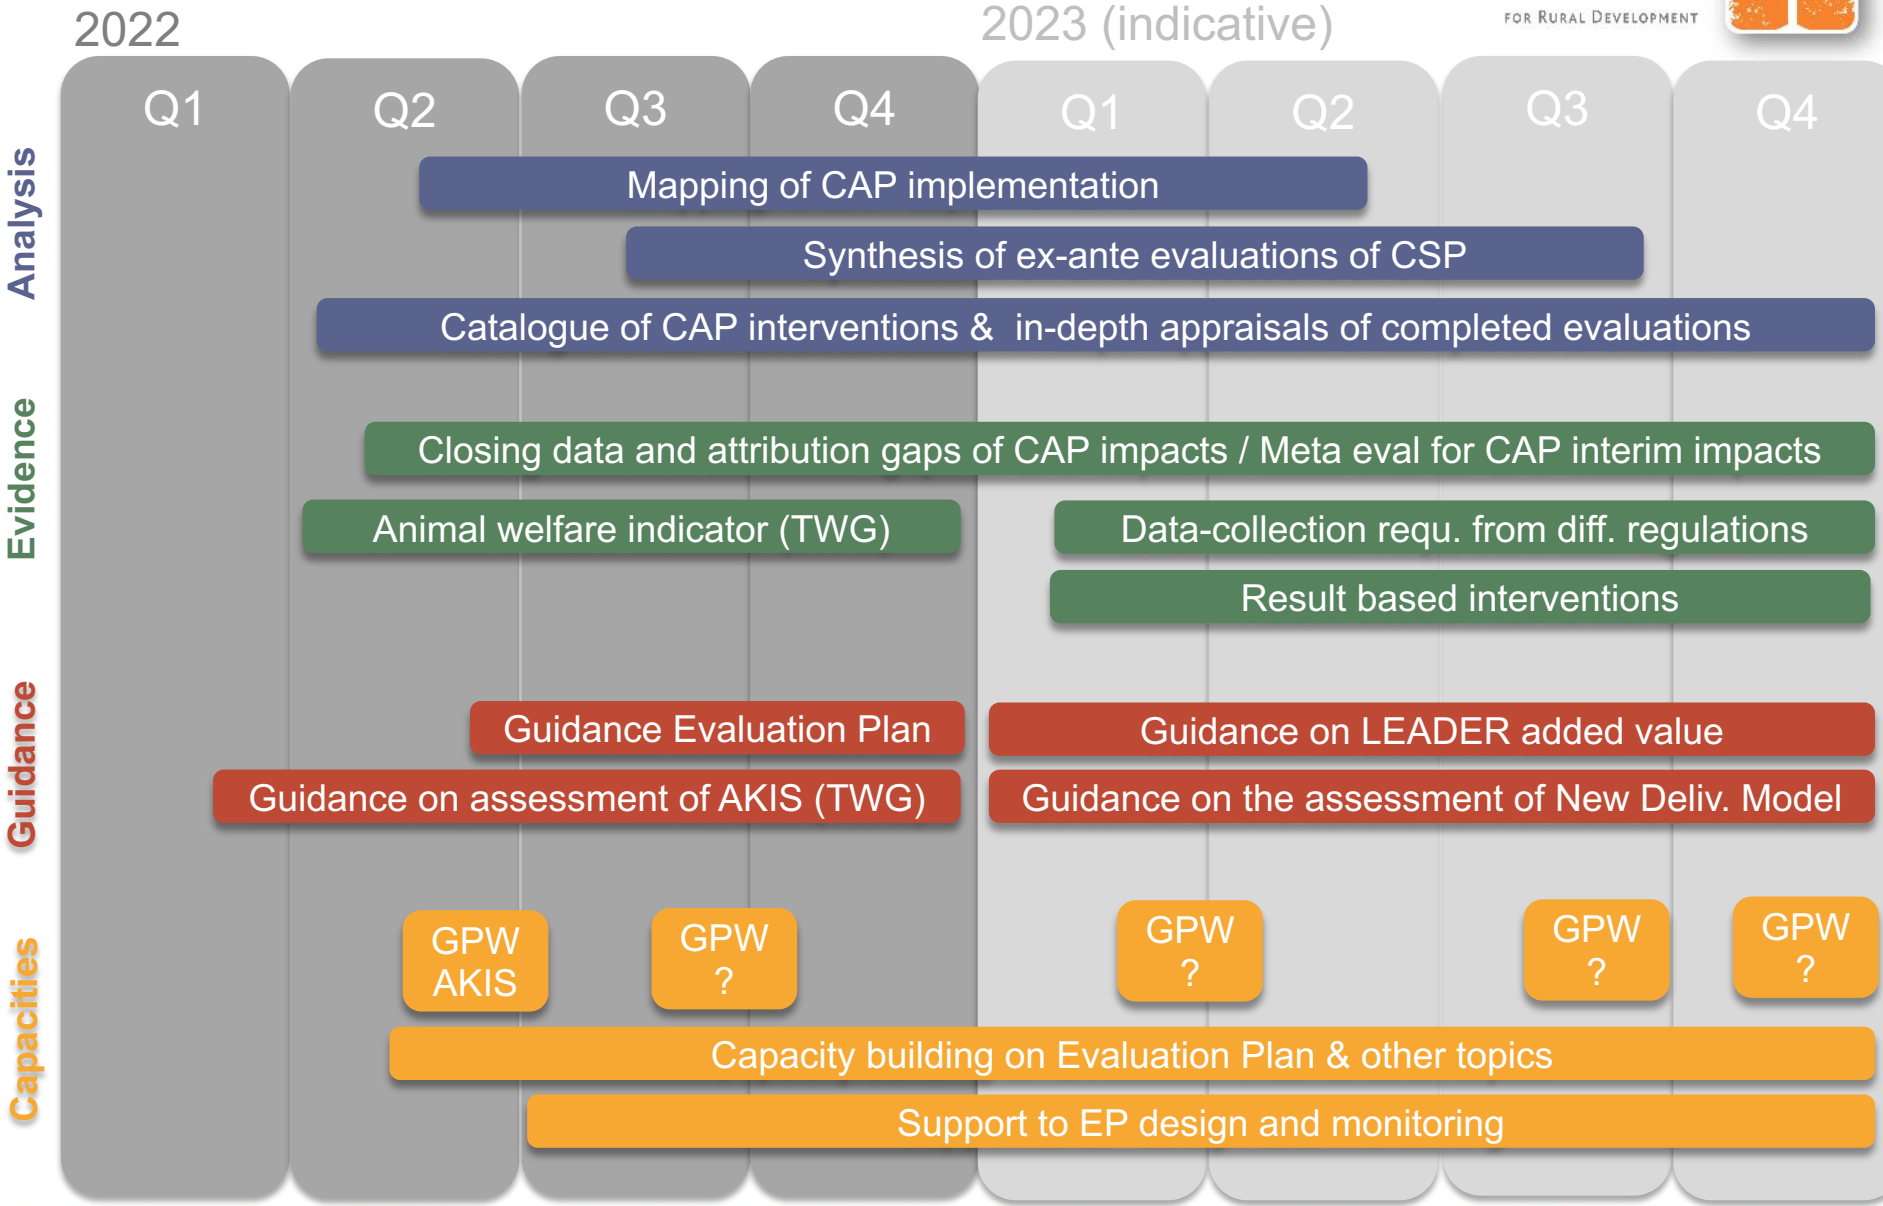 2022
2023 (indicative)
FOR RURAL DEVELOPMENT
Q1
Q2
Q3
Q4
Q1
Q2
Q3
Q4
Analysis
Mapping of CAP implementation
Synthesis of ex-ante evaluations of CSP
Catalogue of CAP interventions & in-depth appraisals of completed evaluations
Evidence
Closing data and attribution gaps of CAP impacts / Meta eval for CAP interim impacts
Animal welfare indicator (TWG)
Data-collection requ. from diff. regulations
Result based interventions
Guidance
Guidance Evaluation Plan
Guidance on LEADER added value
Guidance on assessment of AKIS (TWG)
Guidance on the assessment of New Deliv. Model
Capacities
GPW
AKIS
GPW
?
GPW
?
GPW
?
GPW
?
Capacity building on Evaluation Plan & other topics
Support to EP design and monitoring